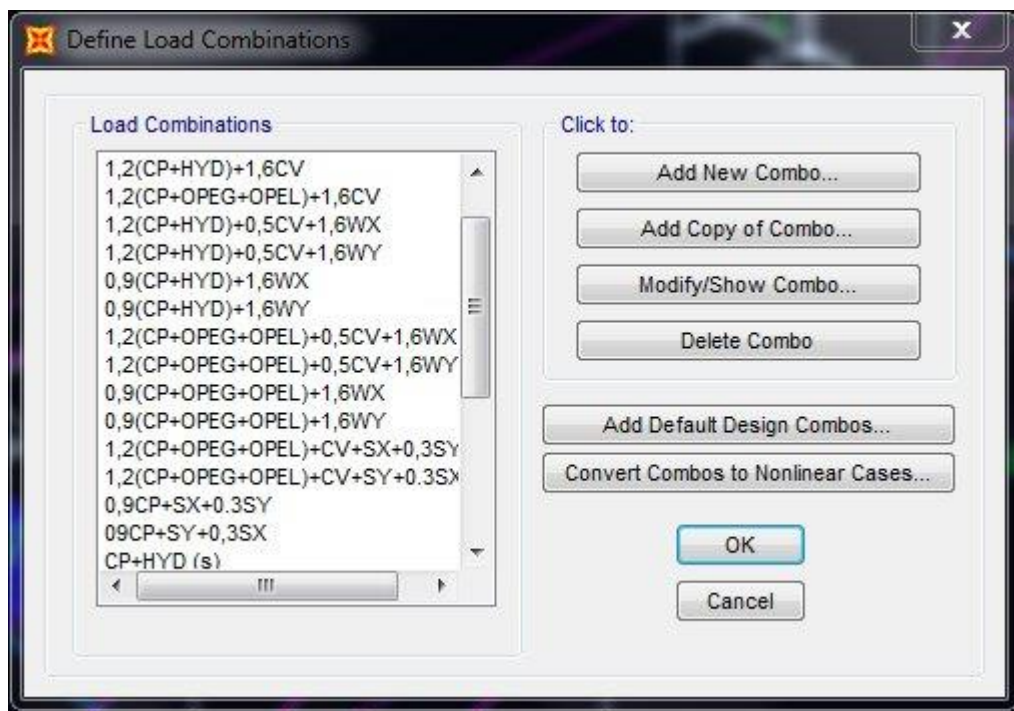 Define Load Combinations
X
Load Combinations
1,2(CP+HYD)+1,6CV
1,2(CP+OPEG+OPEL)+1,6CV
1,2(CP+HYD)+0,5CV+1,6WX
1,2(CP+HYD)+0,5CV+1,6WY
0,9(CP+HYD)+1,6WX
0,9(CP+HYD)+1,6WY
1,2(CP+OPEG+OPEL)+0,5CV+1,6WX
1,2(CP+OPEG+OPEL)+0,5CV+1,6WY
0,9(CP+OPEG+OPEL)+1,6WX
0,9(CP+OPEG+OPEL)+1,6WY
1,2(CP+OPEG+OPEL)+CV+SX+0,3SY
1,2(CP+OPEG+OPEL)+CV+SY+0.3SX
0,9CP+SX+0.3SY
09CP+SY+0,3SX
CP+HYD (s)
Click to:
Add New Combo...
Add Copy of Combo...
Modify/Show Combo...
Delete Combo
Add Default Design Combos...
Convert Combos to Nonlinear Cases...
OK
Cancel